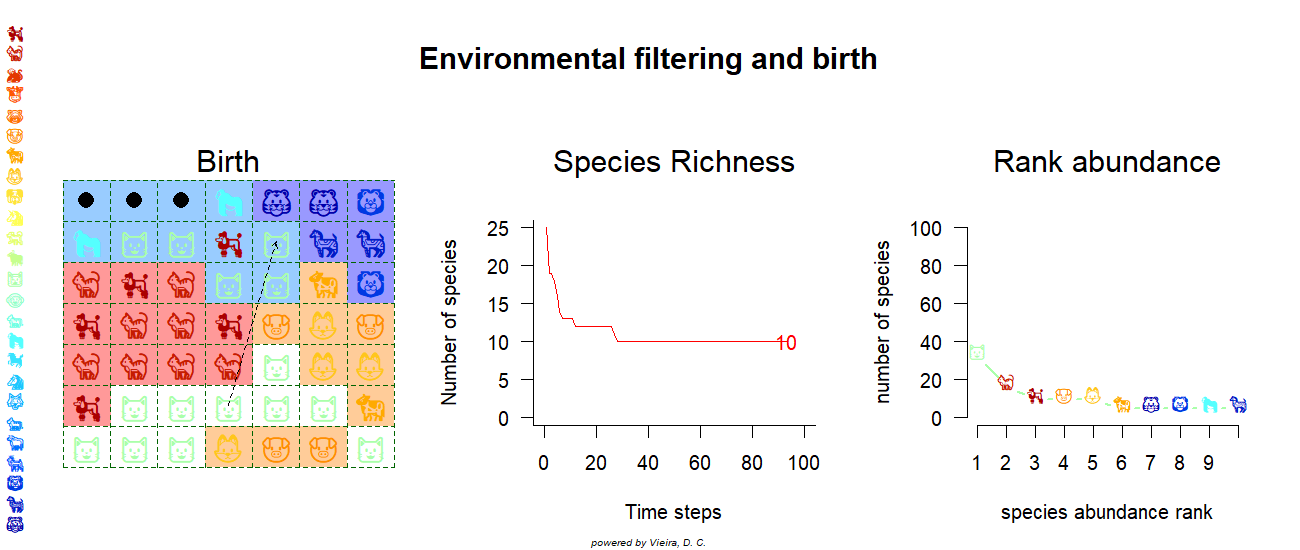 Environmental filtering and birth
Birth
Species Richness
Number of species
25
20
15
10
5
0
10
0 20 40 60 80 100
Time steps
Rank abundance
number of species
100
80
60
40
20
0
1 2 3 4 5 6 7 8 9
species abundance rank
powered by Vieira, D. C.